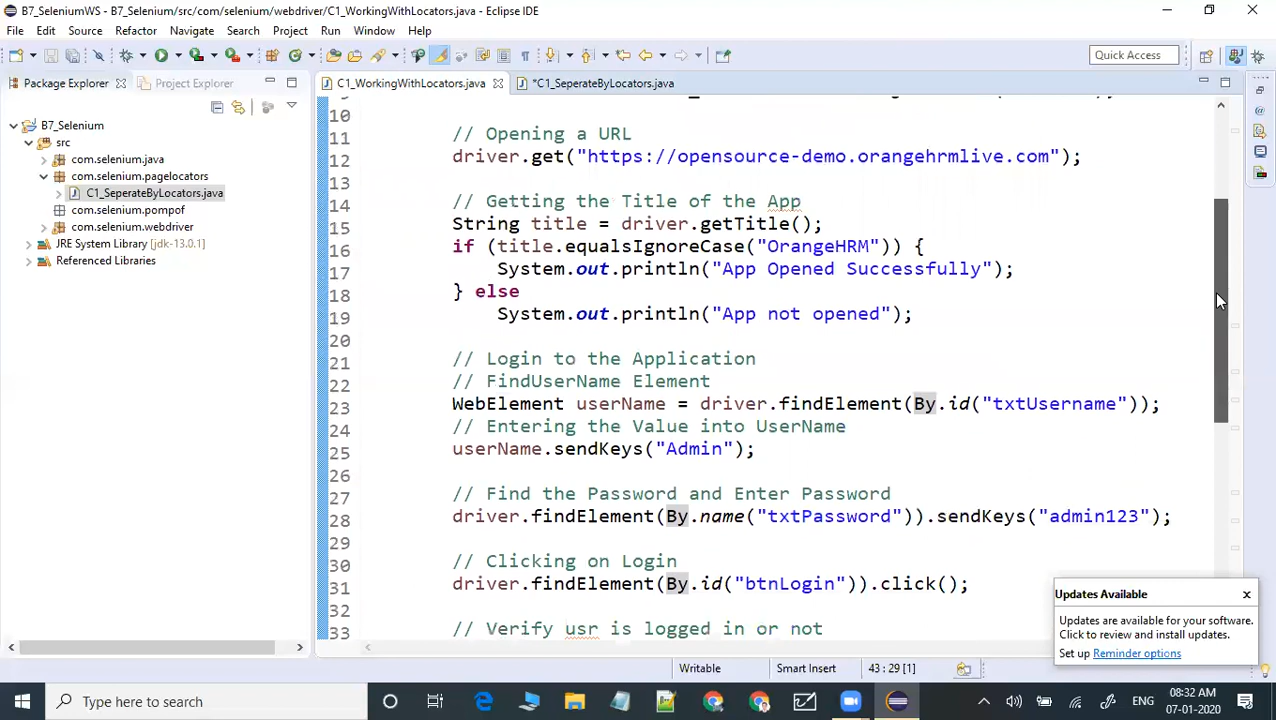 B7_SeleniumWS - B7_Selenium/src/com/selenium/webdriver/C1_WorkingWithLocators.java - Eclipse IDE
File Edit Source Refactor Navigate Search Project Run Window Help
Quick Access
Package Explorer Project Explorer C1_WorkingWithLocators.java *C1_SeperateByLocators.java
B7_Selenium
src
com.selenium.java
com.selenium.pagelocators
C1_SeperateByLocators.java
com.selenium.pompof
com.selenium.webdriver
JRE System Library [jdk-13.0.1]
Referenced Libraries
10
11 // Opening a URL
12 driver.get("https://opensource-demo.orangehrmlive.com");
13
14 // Getting the Title of the App
15 String title = driver.getTitle();
16 if (title.equalsIgnoreCase("OrangeHRM")) {
17 System.out.println("App Opened Successfully");
18 } else
19 System.out.println("App not opened");
20
21 // Login to the Application
22 // FindUserName Element
23 WebElement userName = driver.findElement(By.id("txtUsername"));
24 // Entering the Value into UserName
25 userName.sendKeys("Admin");
26
27 // Find the Password and Enter Password
28 driver.findElement(By.name("txtPassword")).sendKeys("admin123");
29
30 // Clicking on Login
31 driver.findElement(By.id("btnLogin")).click();
32
33 // Verify usr is logged in or not
Updates Available
Updates are available for your software.
Click to review and install updates.
Set up Reminder options
Writable Smart Insert 43 : 29 [1]
Type here to search
ENG
08:32 AM
07-01-2020